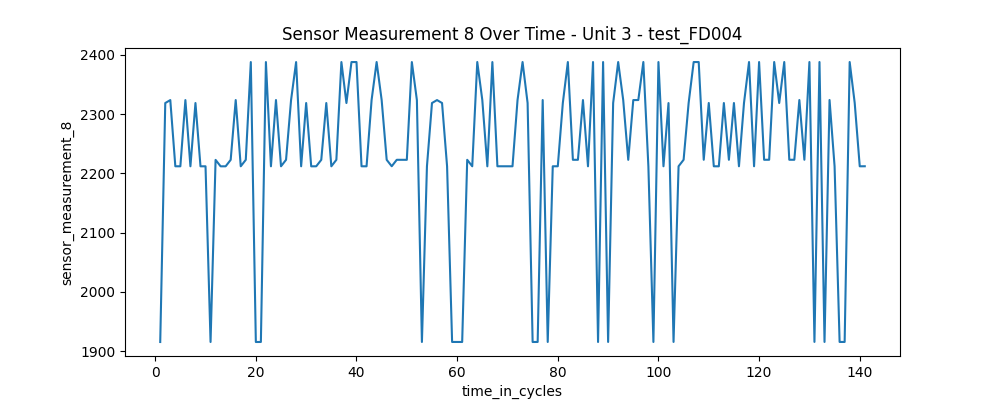 Sensor Measurement 8 Over Time - Unit 3 - test_FD004
sensor_measurement_8
2400
2300
2200
2100
2000
1900
0 20 40 60 80 100 120 140
time_in_cycles